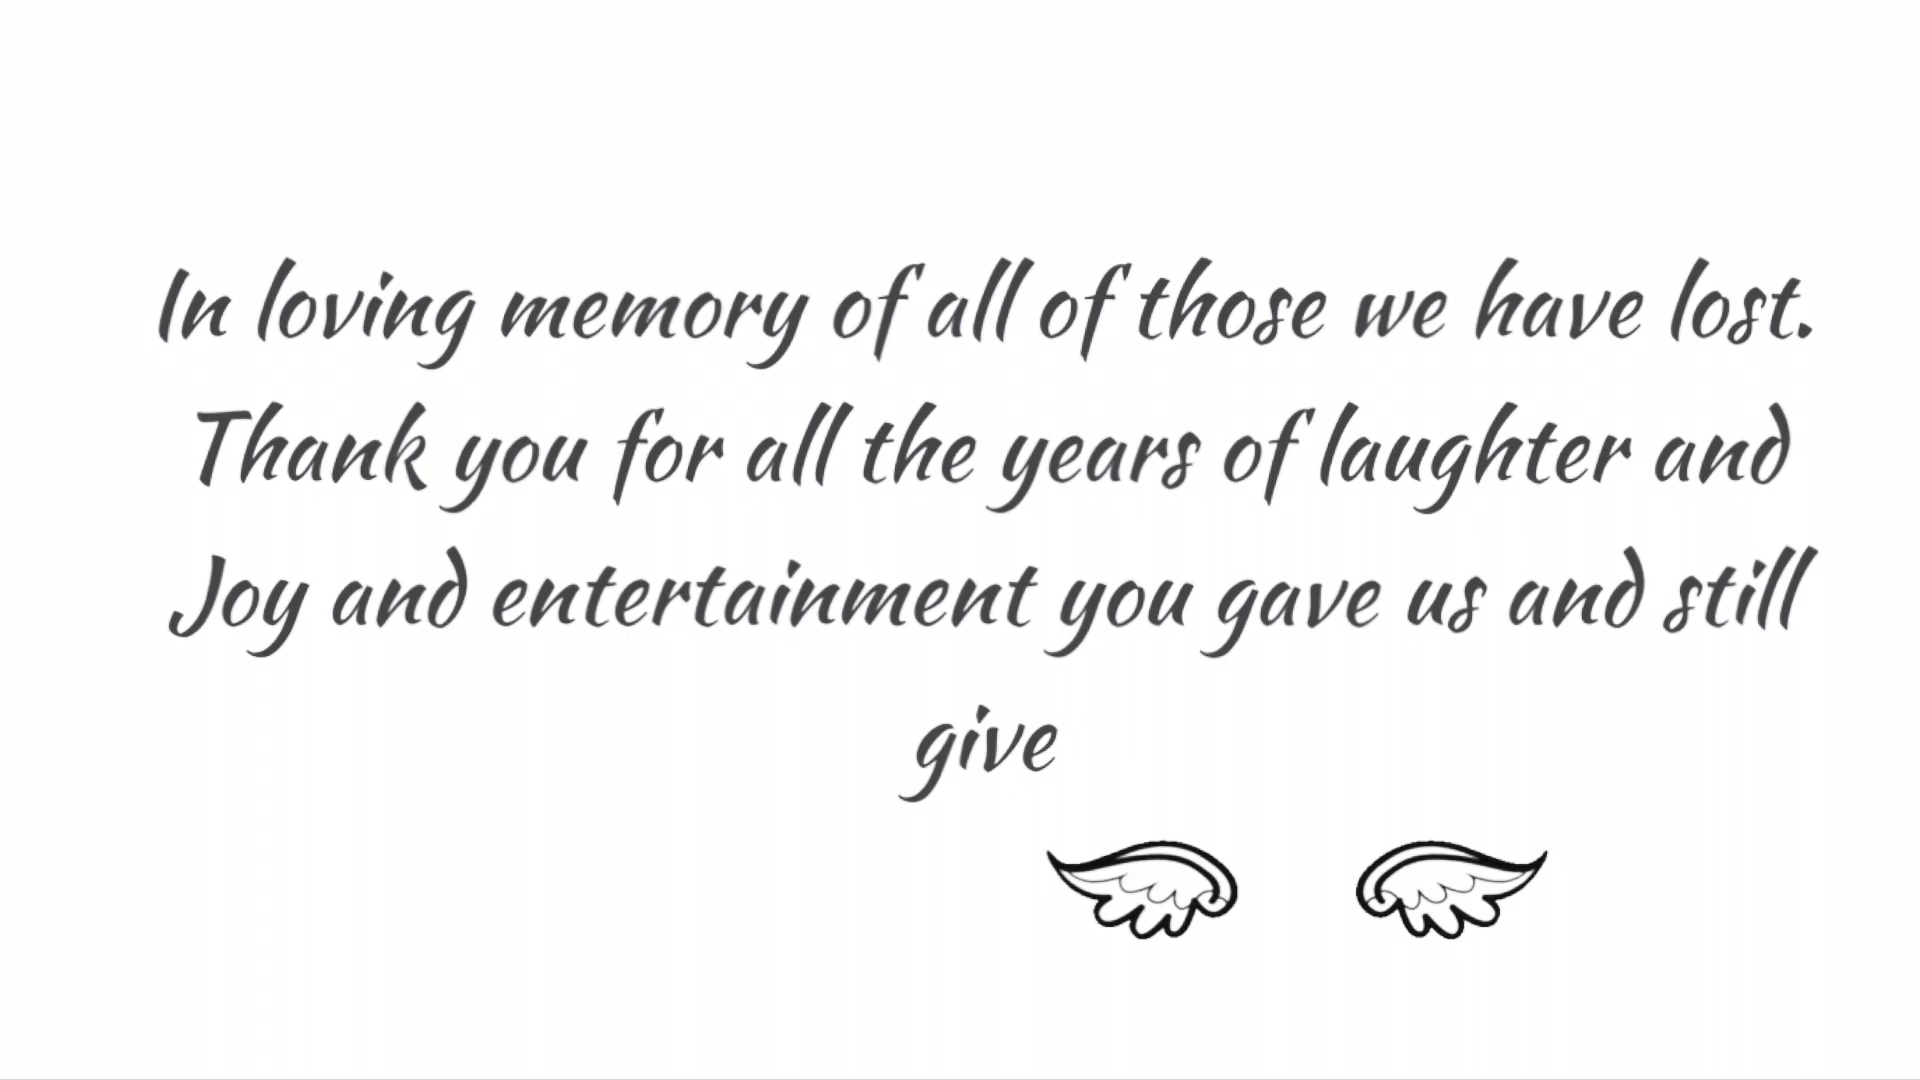 In loving memory of all of those we have lost.
Thank you for all the years of laughter and
Joy and entertainment you gave us and still
give